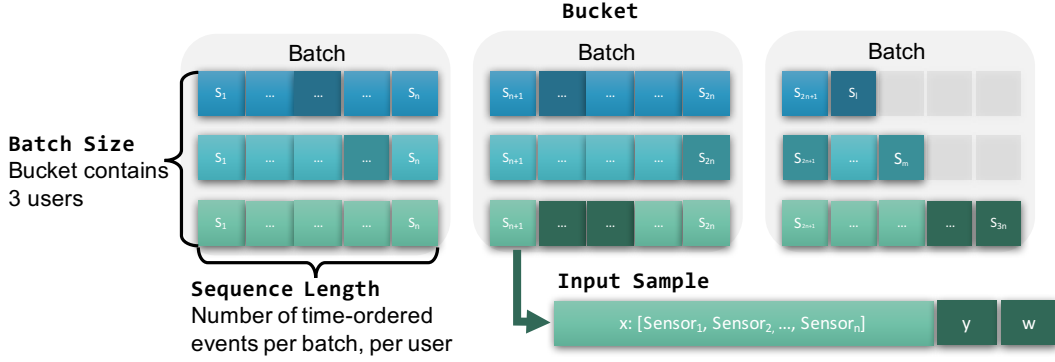 Bucket
Batch Batch Batch
S1 ... ... ... Sn Sn+1 ... ... ... S2n S2n+1 Sl
Batch Size
Bucket contains
3 users
S1 ... ... ... Sn Sn+1 ... ... ... S2n S2n+1 ... Sm
S1 ... ... ... Sn Sn+1 ... ... ... S2n S2n+1 ... ... ... S3n
Sequence Length
Number of time-ordered
events per batch, per user
Input Sample
x: [Sensor1, Sensor2, ..., Sensorn] y w